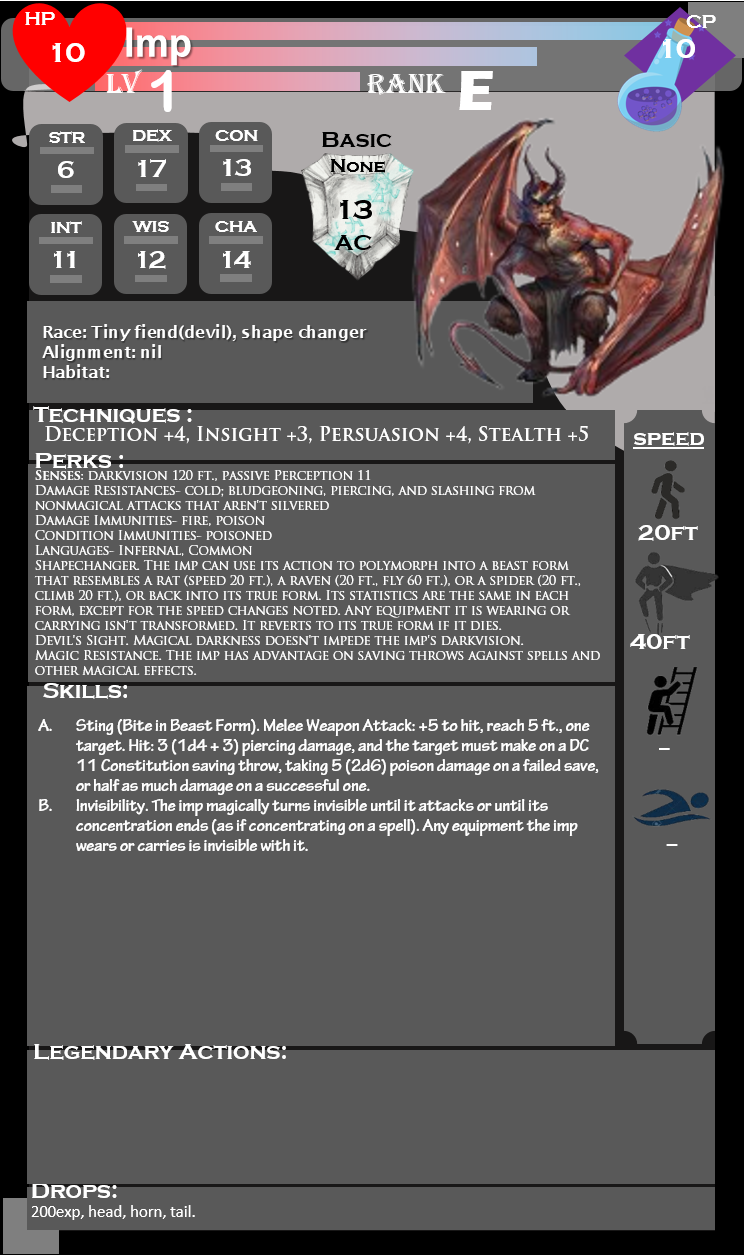 HP
10
Imp
CP
10
LV 1
RANK E
STR
6
DEX
17
CON
13
INT
11
WIS
12
CHA
14
Basic
None
13
AC
Race: Tiny fiend(devil), shape changer
Alignment: nil
Habitat:
Techniques :
Deception +4, Insight +3, Persuasion +4, Stealth +5
Perks :
Senses: darkvision 120 ft., passive Perception 11
Damage Resistances- cold; bludgeoning, piercing, and slashing from
nonmagical attacks that aren't silvered
Damage Immunities- fire, poison
Condition Immunities- poisoned
Languages- Infernal, Common
Shapechanger. The imp can use its action to polymorph into a beast form
that resembles a rat (speed 20 ft.), a raven (20 ft., fly 60 ft.), or a spider (20 ft.,
climb 20 ft.), or back into its true form. Its statistics are the same in each
form, except for the speed changes noted. Any equipment it is wearing or
carrying isn't transformed. It reverts to its true form if it dies.
Devil's Sight. Magical darkness doesn't impede the imp's darkvision.
Magic Resistance. The imp has advantage on saving throws against spells and
other magical effects.
SPEED
20FT
40FT
–
–
Skills:
A. Sting (Bite in Beast Form). Melee Weapon Attack: +5 to hit, reach 5 ft., one
target. Hit: 3 (1d4 + 3) piercing damage, and the target must make on a DC
11 Constitution saving throw, taking 5 (2d6) poison damage on a failed save,
or half as much damage on a successful one.
B. Invisibility. The imp magically turns invisible until it attacks or until its
concentration ends (as if concentrating on a spell). Any equipment the imp
wears or carries is invisible with it.
Legendary Actions:
Drops:
200exp, head, horn, tail.